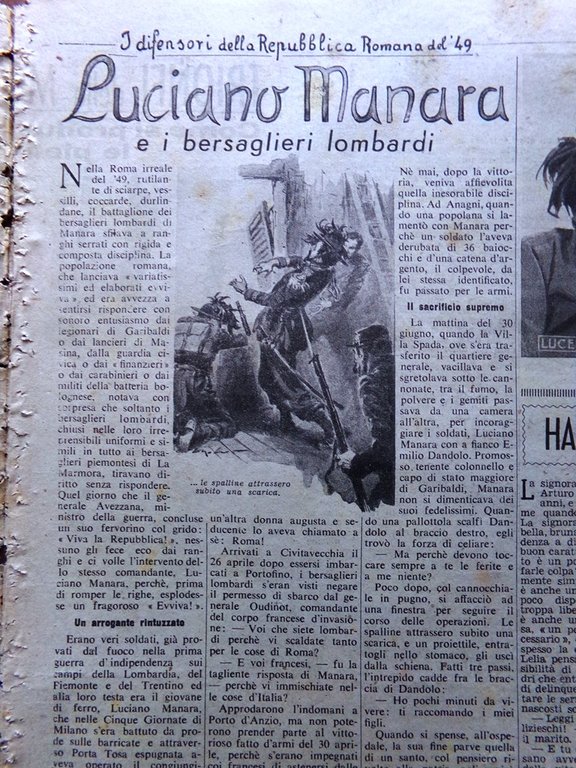 I difensori della Repubblica Romana del '49
Luciano Manara
e i bersaglieri lombardi
Nella Roma irreale
del '49, rutilan-
te di sciarpe, ves-
silli, coccarde, durlin-
dane, il battaglione dei
bersaglieri lombardi di
Manara sfilava a ran-
ghi serrati con rigida e
composta disciplina. La
popolazione romana,
che lanciava « variatis-
simi ed elaborati evvi-
va » ed era avvezza a
sentirsi rispondere con
sonoro entusiasmo dai
legionari di Garibaldi
o dai lancieri di Ma-
sina, dalla guardia civi-
ca o dai « finanzieri »
o dai carabinieri o dai
militi della batteria bo-
lognese, notava con
sorpresa che soltanto i
bersaglieri lombardi,
chiusi nelle loro irre-
prensibili uniformi e si-
mili in tutto ai bersa-
glieri piemontesi di La
Marmora, tiravano di-
ritto senza rispondere.
Quel giorno che il ge-
nerale Avezzana, mi-
nistro della guerra, concluse
un suo fervorino col grido:
« Viva la Repubblica! », nes-
suno gli fece eco dai ran-
ghi e ci volle l'intervento del-
lo stesso comandante, Lu-
ciano Manara, perchè, prima
di romper le righe, esplodes-
se un fragoroso « Evviva! ».
Un arrogante rintuzzato
Erano veri soldati, già pro-
vati dal fuoco nella prima
guerra d'indipendenza sui
campi della Lombardia, del
Piemonte e del Trentino ed
alla loro testa era il giovane
di ferro, Luciano Manara,
che nelle Cinque Giornate di
Milano s'era battuto da pro-
de sulle barricate e attraver-
so Porta Tosa espugnata a-
veva operato il congiungi-
... le spalline attrassero
subito una scarica.
un'altra donna augusta e se-
ducente lo aveva chiamato a
sè: Roma!
Arrivati a Civitavecchia il
26 aprile dopo essersi imbar-
cati a Portofino, i bersaglieri
lombardi s'eran visti negare
il permesso di sbarco dal ge-
nerale Oudinot, comandante
del corpo francese d'invasio-
ne: — Voi che siete lombar-
di perchè vi scaldate tanto
per le cose di Roma?
— E voi francesi, — fu la
tagliente risposta di Manara,
— perchè vi immischiate nel-
le cose d'Italia?
Approdarono l'indomani a
Porto d'Anzio, ma non pote-
rono prender parte al vitto-
rioso fatto d'armi del 30 apri-
le, perchè s'erano impegnati
coi francesi di astenersi dalle
Nè mai, dopo la vitto-
ria, veniva affievolita
quella inesorabile disci-
plina. Ad Anagni, quan-
do una popolana si la-
mentò con Manara per-
chè un soldato l'aveva
derubata di 36 baioc-
chi e d'una catena d'ar-
gento, il colpevole, da
lei stessa identificato,
fu passato per le armi.
Il sacrificio supremo
La mattina del 30
giugno, quando la Vil-
la Spada, ove s'era tra-
sferito il quartiere gene-
rale, vacillava e si
sgretolava sotto le can-
nonate, tra il fumo, la
polvere e i gemiti pas-
sava da una camera
all'altra, per incorag-
giare i soldati, Luciano
Manara con a fianco E-
milio Dandolo. Promos-
so tenente colonnello e
capo di stato maggiore
di Garibaldi, Manara
non si dimenticava dei
suoi fedelissimi. Quan-
do una pallottola scalfì Dan-
dolo al braccio destro, egli
trovò la forza di celiare:
— Ma perchè devono toc-
care sempre a te le ferite e
a me niente?
Poco dopo, col cannocchia-
le in pugno, si affacciò ad
una finestra per seguire il
corso delle operazioni. Le
spalline attrassero subito una
scarica, e un proiettile, entra-
togli nello stomaco, gli uscì
dalla schiena. Fatti tre passi,
l'intrepido cadde fra le brac-
cia di Dandolo:
— Ho pochi minuti da vi-
vere: ti raccomando i miei
figli.
Quando si spense, all'ospe-
dale, la sua fine parve quella
di un santo, col pensiero ri-
LUCE
HA
La signora
Arturo